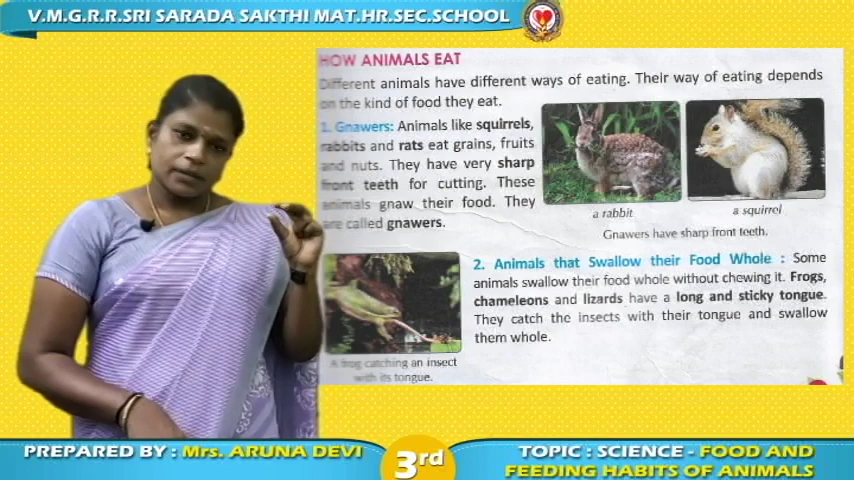 V.M.G.R.R.SRI SARADA SAKTHI MAT.HR.SEC.SCHOOL
HOW ANIMALS EAT
Different animals have different ways of eating. Their way of eating depends
on the kind of food they eat.
1. Gnawers: Animals like squirrels,
rabbits and rats eat grains, fruits
and nuts. They have very sharp
front teeth for cutting. These
animals gnaw their food. They
are called gnawers.
a rabbit
a squirrel
Gnawers have sharp front teeth.
2. Animals that Swallow their Food Whole : Some
animals swallow their food whole without chewing it. Frogs,
chameleons and lizards have a long and sticky tongue.
They catch the insects with their tongue and swallow
them whole.
A frog catching an insect
with its tongue.
PREPARED BY : Mrs. ARUNA DEVI
3rd
TOPIC : SCIENCE - FOOD AND
FEEDING HABITS OF ANIMALS